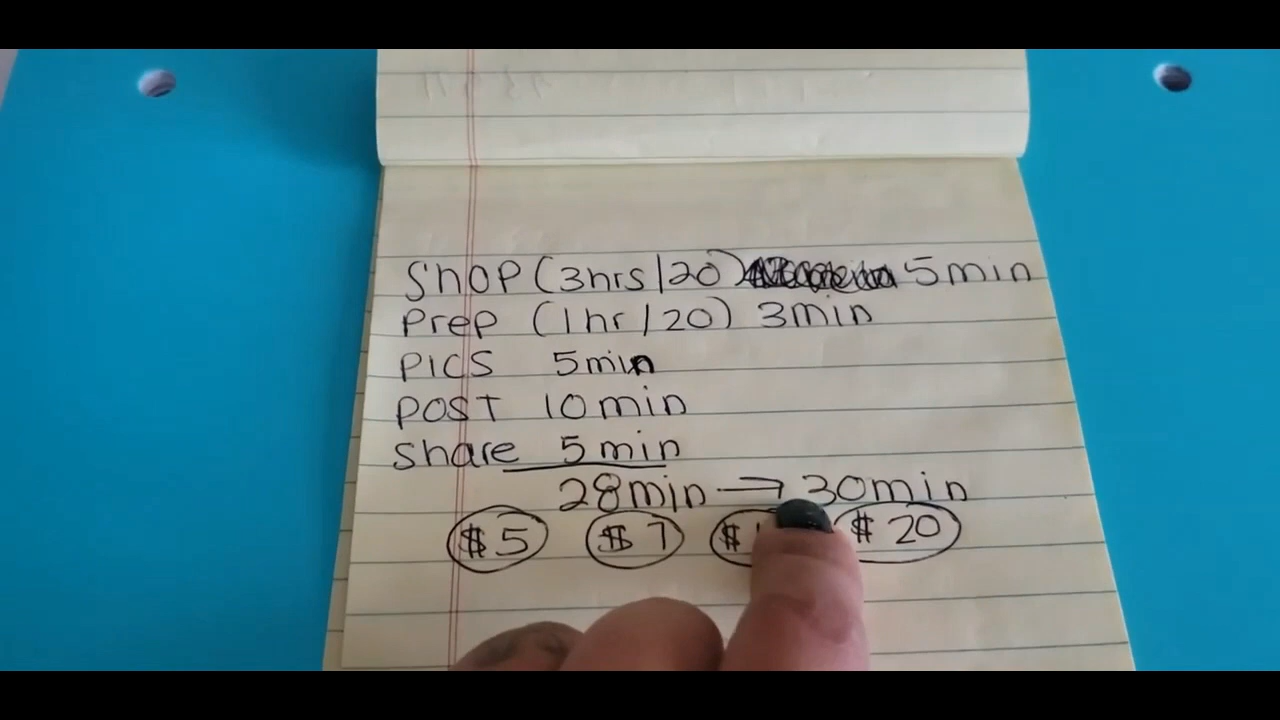 Shop (3hrs/20) 5min
Prep (1hr/20) 3min
PICS 5min
POST 10min
Share 5min
28min → 30min
$5 $7 $20